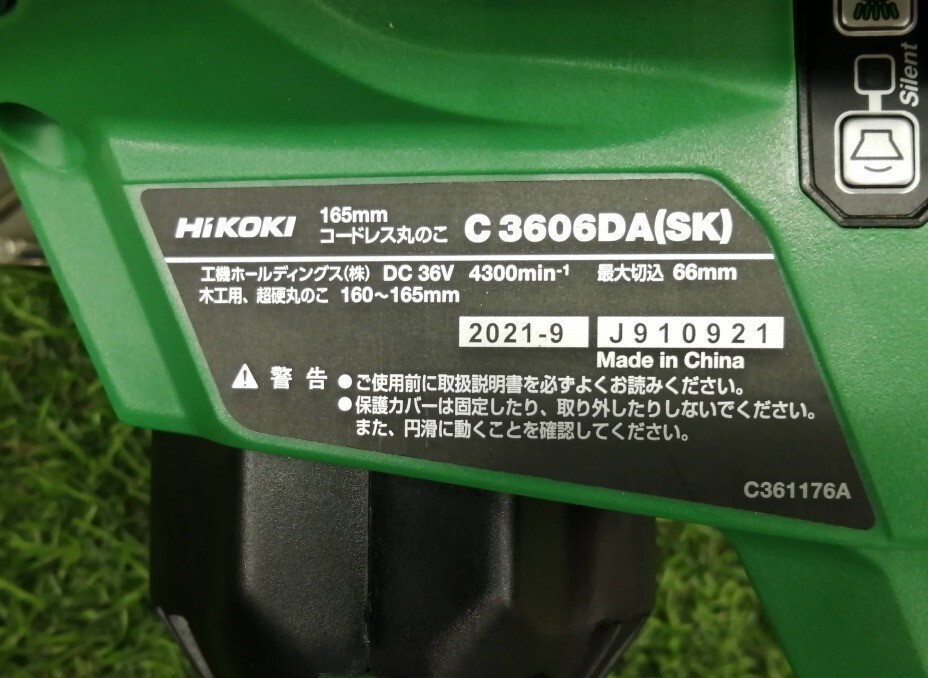 Silent
HiKOKI 165mm コードレス丸のこ C 3606DA(SK)
工機ホールディングス(株) DC 36V 4300min-1 最大切込 66mm
木工用、超硬丸のこ 160～165mm
2021-9 J910921
Made in China
警告 ●ご使用前に取扱説明書を必ずよくお読みください。
●保護カバーは固定したり、取り外したりしないでください。
また、円滑に動くことを確認してください。
C361176A